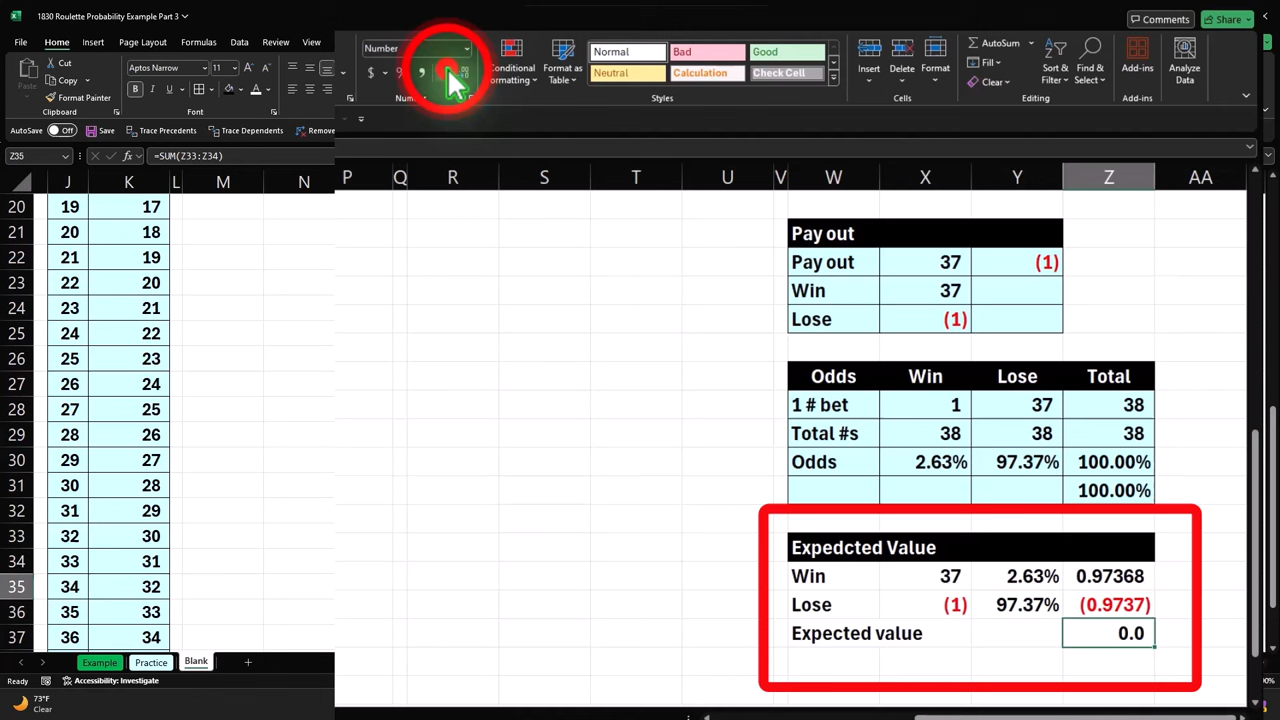 1830 Roulette Probability Example Part 3
Comments
Share
File Home Insert Page Layout Formulas Data Review
Cut
Copy
Format Painter
Clipboard
Aptos Narrow 11
B I U
Font
Number
$ % ,
Conditional Formatting
Format as Table
Normal Bad Good
Neutral Calculation Check Cell
Styles
Insert Delete Format
Cells
AutoSum
Fill
Clear
Sort & Filter
Find & Select
Editing
Add-ins
Add-ins
Analyze Data
AutoSave Off Save Trace Precedents Trace Dependents
Z35 fx =SUM(Z33:Z34)
J K L M N P Q R S T U V W X Y Z AA
20 19 17
21 20 18
22 21 19
23 22 20
24 23 21
25 24 22
26 25 23
27 26 24
28 27 25
29 28 26
30 29 27
31 30 28
32 31 29
33 32 30
34 33 31
35 34 32
36 35 33
37 36 34
Pay out
Pay out 37 (1)
Win 37
Lose (1)
Odds Win Lose Total
1 # bet 1 37 38
Total #s 38 38 38
Odds 2.63% 97.37% 100.00%
100.00%
Expedcted Value
Win 37 2.63% 0.97368
Lose (1) 97.37% (0.9737)
Expected value 0.0
Example Practice Blank
Ready Accessibility: Investigate
73°F
Clear